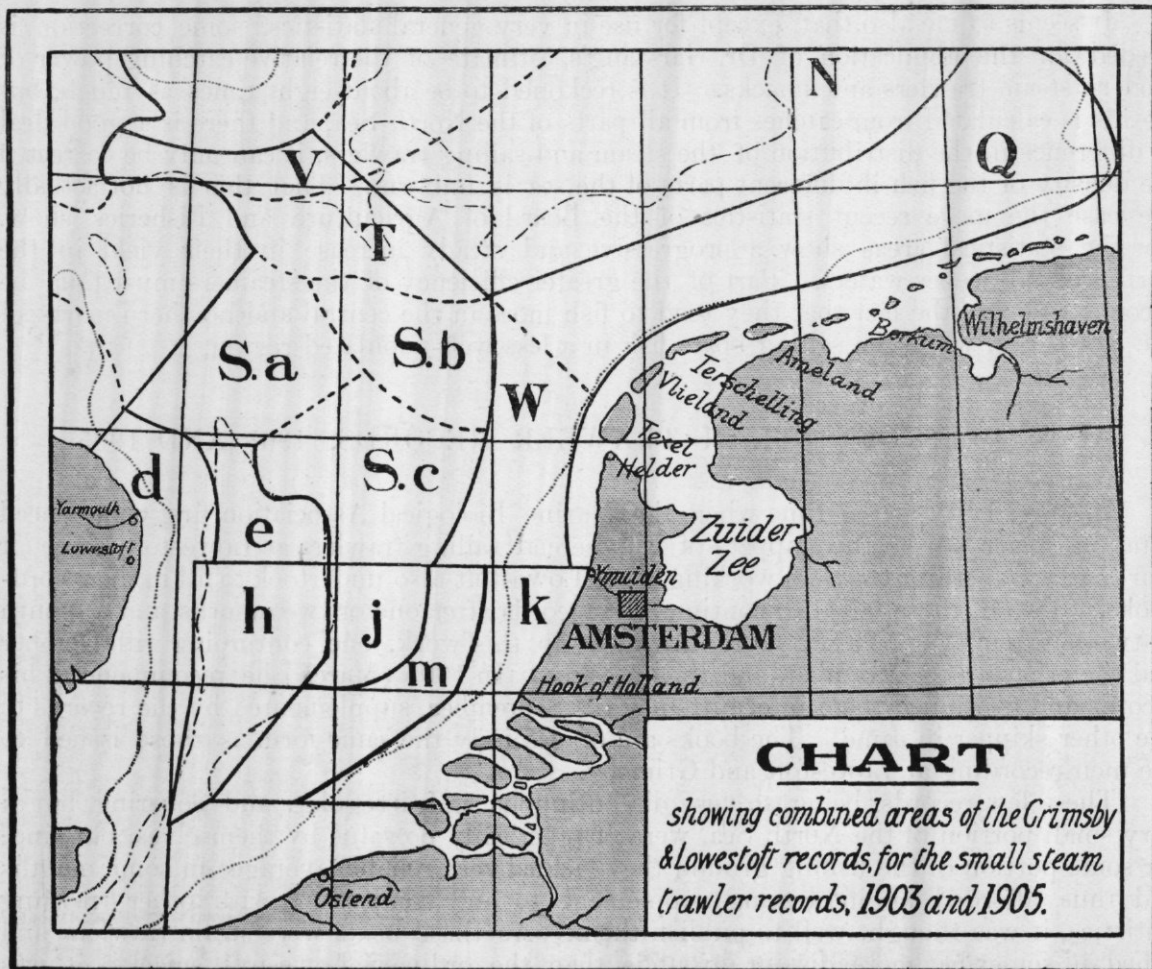 N
Q
V
T
S.a
S.b
W
S.c
d
e
h
j
k
m
Yarmouth
Lowestoft
Wilhelmshaven
Borkum
Ameland
Terschelling
Vlieland
Texel
Helder
Zuider
Zee
Ymuiden
AMSTERDAM
Hook of Holland
Ostend
CHART
showing combined areas of the Grimsby
& Lowestoft records, for the small steam
trawler records, 1903 and 1905.